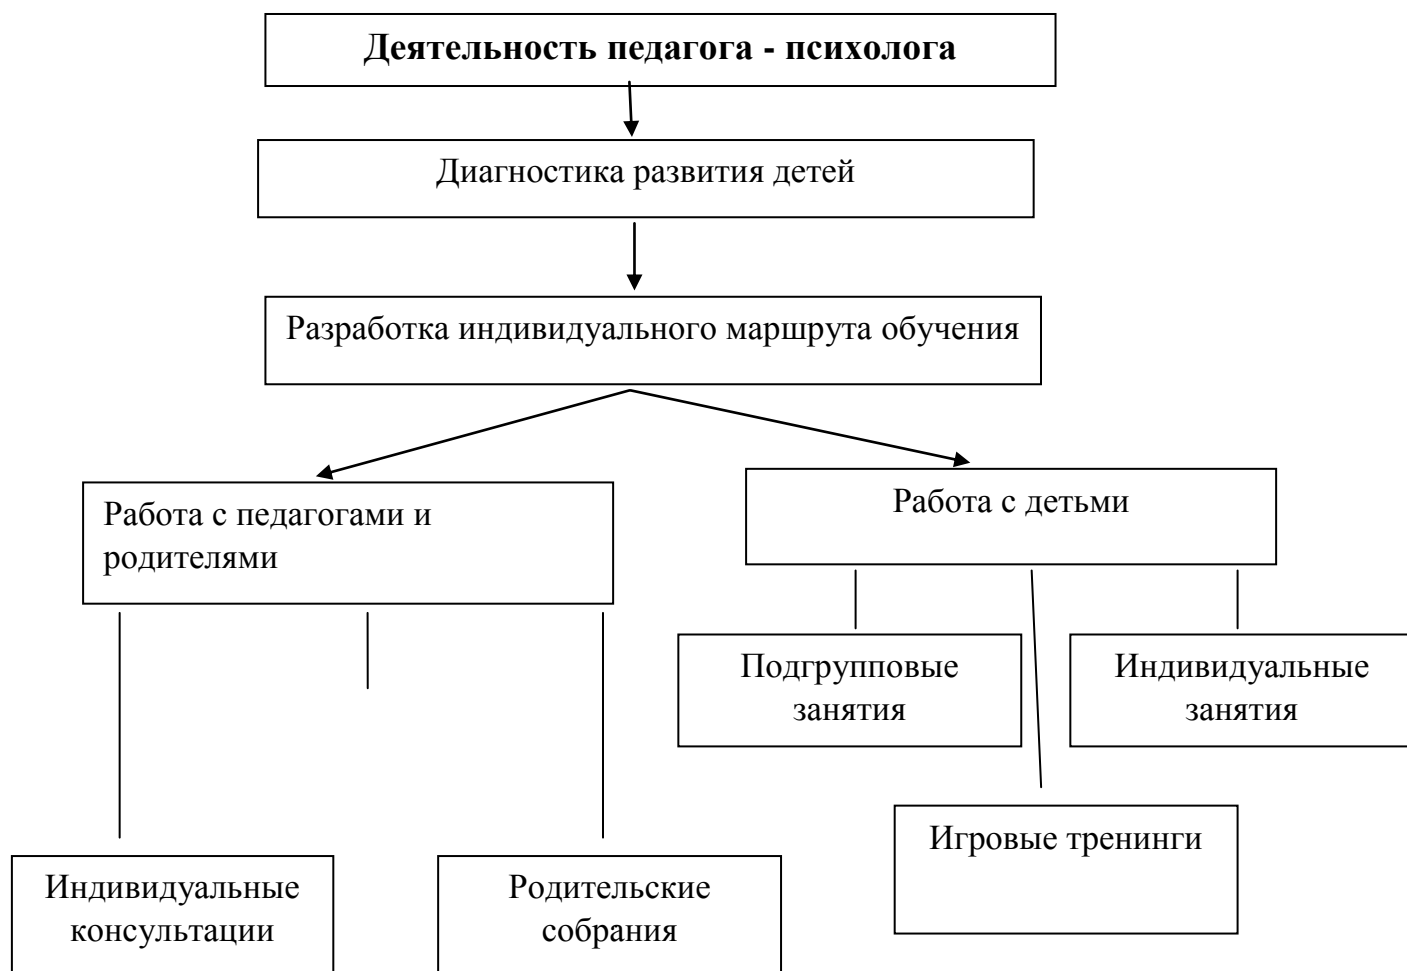 Деятельность педагога - психолога
Диагностика развития детей
Разработка индивидуального маршрута обучения
Работа с педагогами и
родителями
Работа с детьми
Подгрупповые
занятия
Индивидуальные
занятия
Игровые тренинги
Индивидуальные
консультации
Родительские
собрания